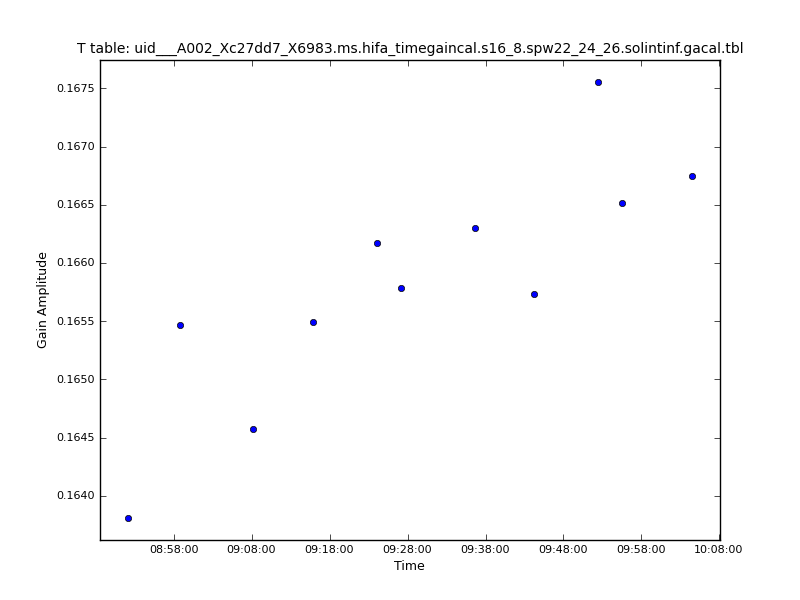 T table: uid___A002_Xc27dd7_X6983.ms.hifa_timegaincal.s16_8.spw22_24_26.solintinf.gacal.tbl
0.1675
0.1670
0.1665
0.1660
0.1655
0.1650
0.1645
0.1640
Gain Amplitude
08:58:00 09:08:00 09:18:00 09:28:00 09:38:00 09:48:00 09:58:00 10:08:00
Time